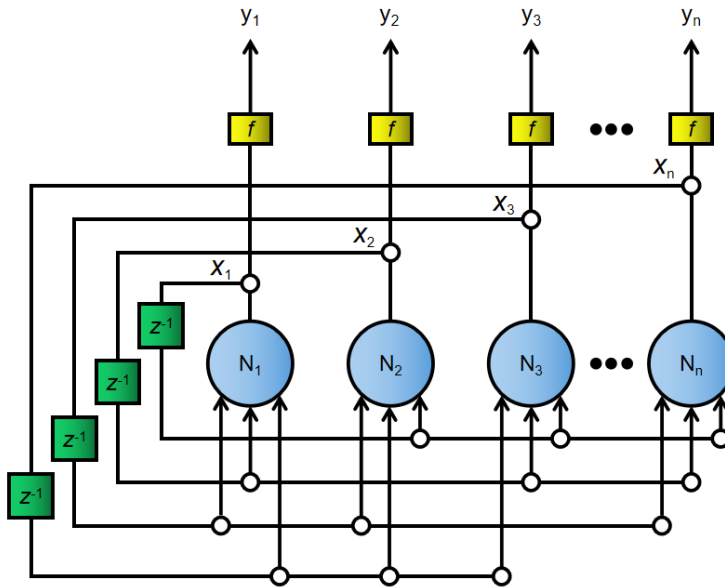 y₁ y₂ y₃ yₙ
f f f f
xₙ
x₃
x₂
x₁
z⁻¹
N₁ N₂ N₃ Nₙ
z⁻¹
z⁻¹
z⁻¹